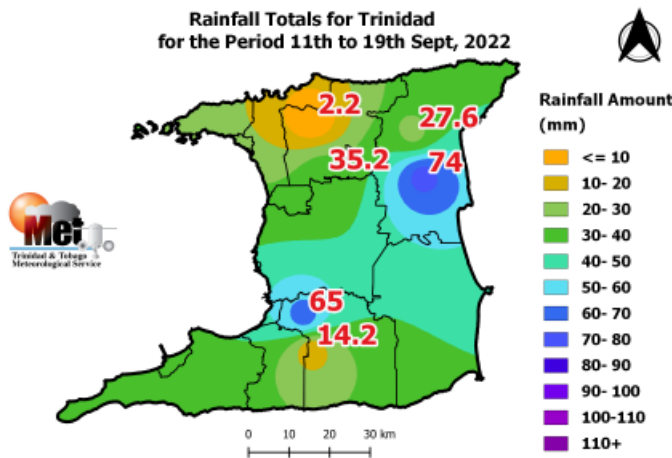 Rainfall Totals for Trinidad
for the Period 11th to 19th Sept, 2022
2.2
27.6
35.2
74
65
14.2
Met
Trinidad & Tobago
Meteorological Service
Rainfall Amount
(mm)
<= 10
10- 20
20- 30
30- 40
40- 50
50- 60
60- 70
70- 80
80- 90
90- 100
100-110
110+
0 10 20 30 km